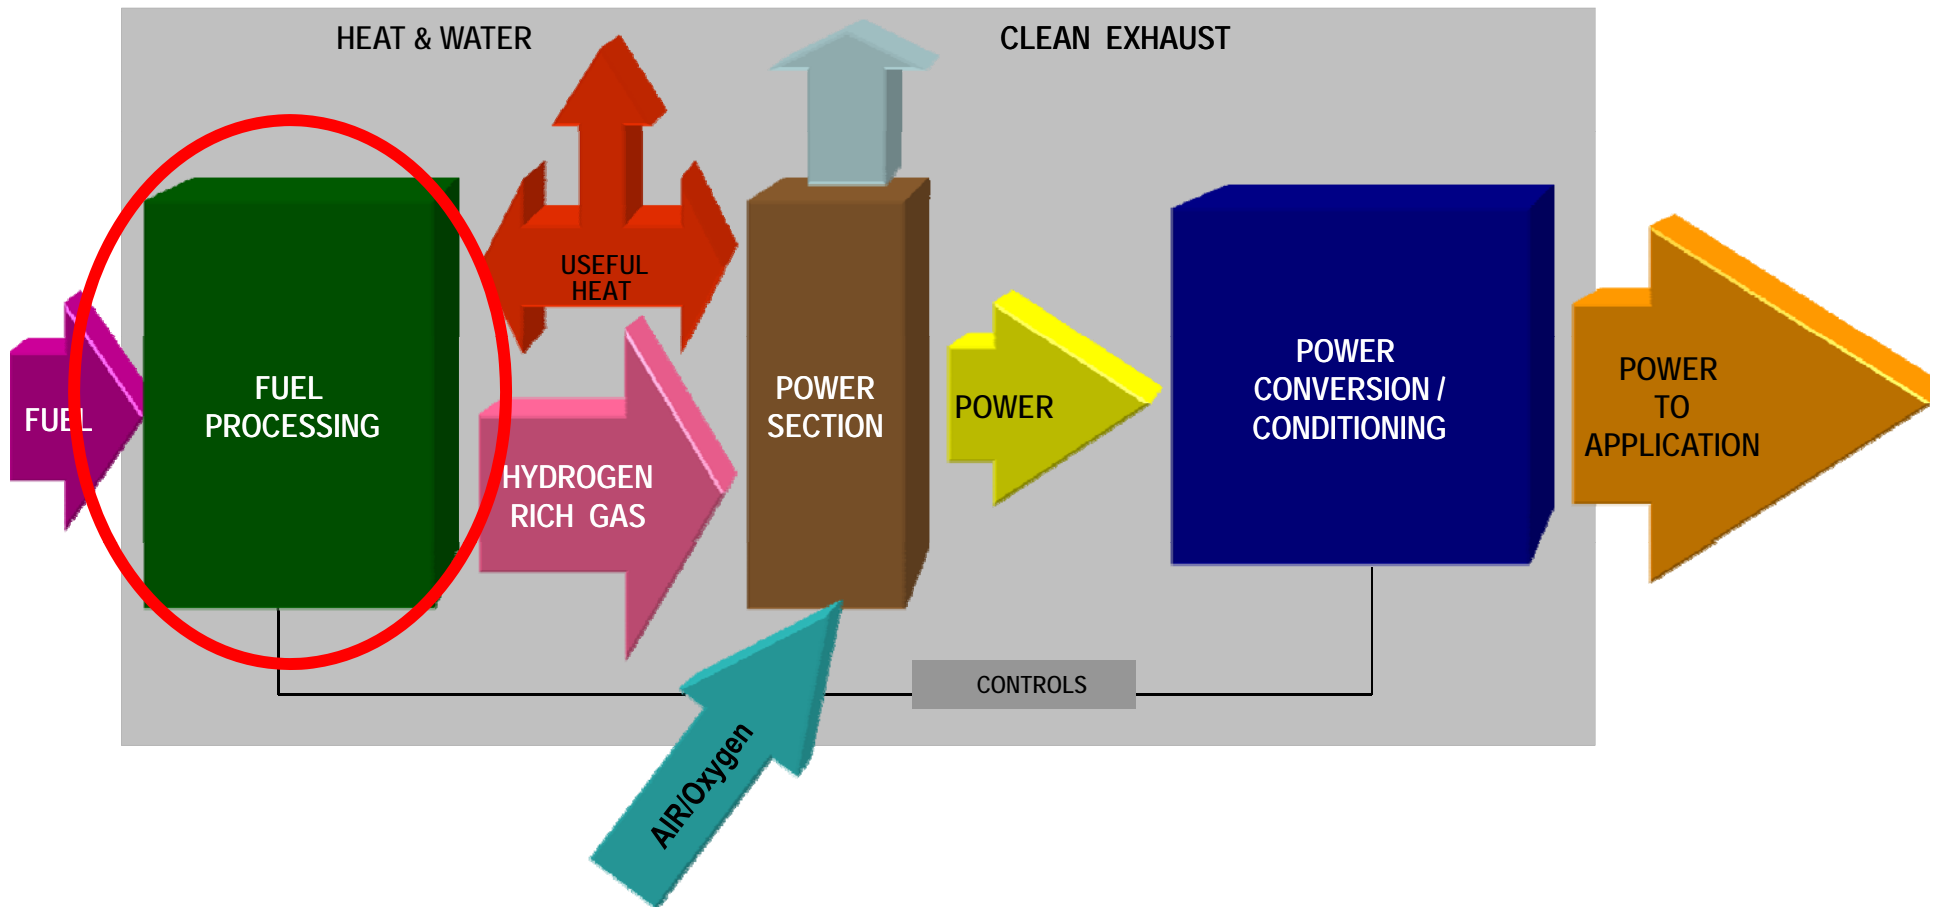 HEAT & WATER
CLEAN EXHAUST
USEFUL
HEAT
FUEL
FUEL
PROCESSING
HYDROGEN
RICH GAS
POWER
SECTION
POWER
POWER
CONVERSION /
CONDITIONING
POWER
TO
APPLICATION
CONTROLS
AIR/Oxygen